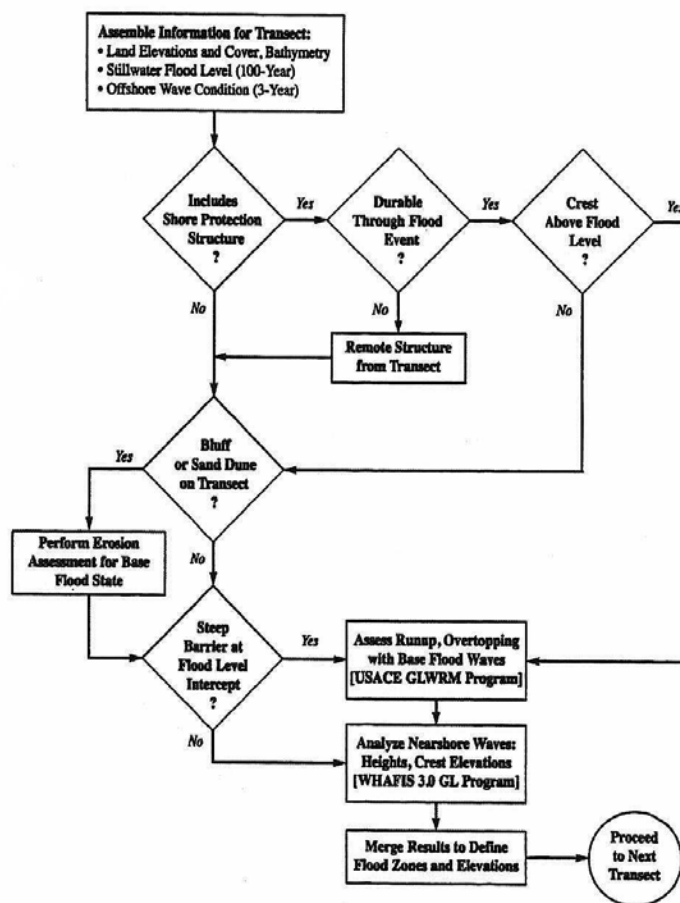 Assemble Information for Transect:
• Land Elevations and Cover, Bathymetry
• Stillwater Flood Level (100-Year)
• Offshore Wave Condition (3-Year)
Includes
Shore Protection
Structure
?
Yes
Durable
Through Flood
Event
?
Yes
Crest
Above Flood
Level
?
Yes
No
No
No
Remote Structure
from Transect
Bluff
or Sand Dune
on Transect
?
Yes
Perform Erosion
Assessment for Base
Flood State
No
Steep
Barrier at
Flood Level
Intercept
?
Yes
Assess Runup, Overtopping
with Base Flood Waves
[USACE GLWRM Program]
No
Analyze Nearshore Waves:
Heights, Crest Elevations
[WHAFIS 3.0 GL Program]
Merge Results to Define
Flood Zones and Elevations
Proceed
to Next
Transect